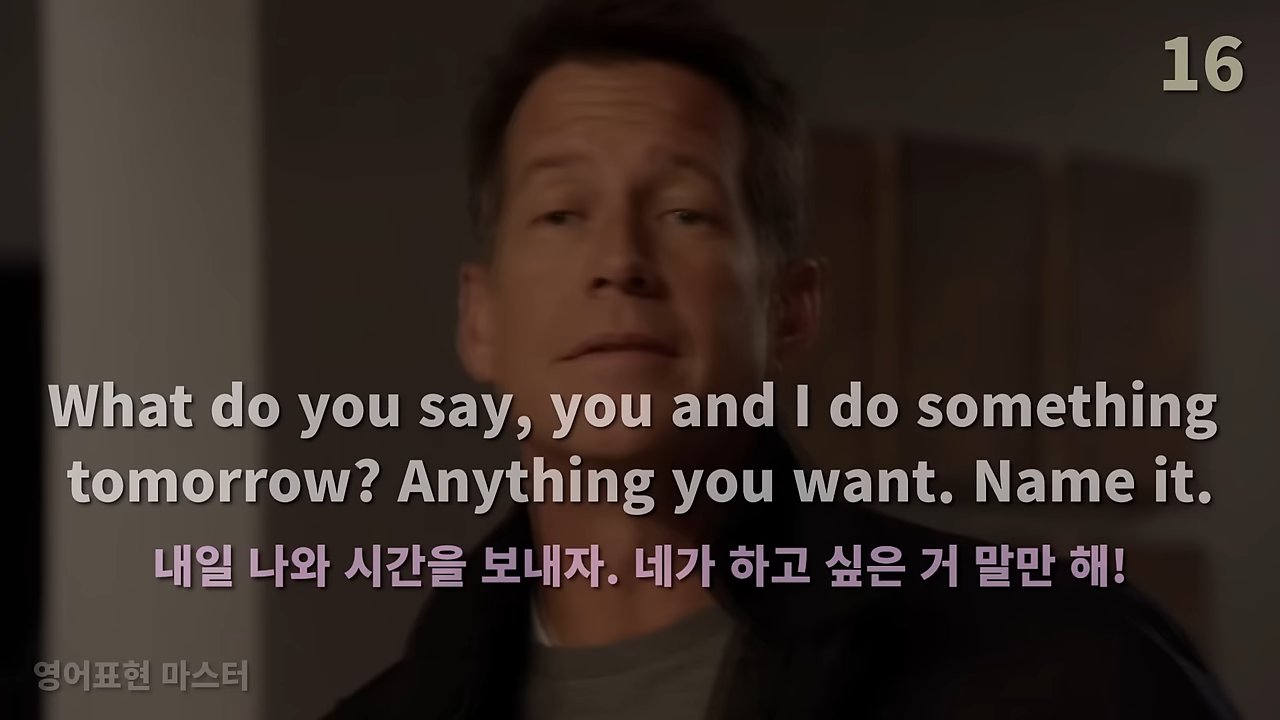 16
What do you say, you and I do something
tomorrow? Anything you want. Name it.
내일 나와 시간을 보내자. 네가 하고 싶은 거 말만 해!
영어표현 마스터